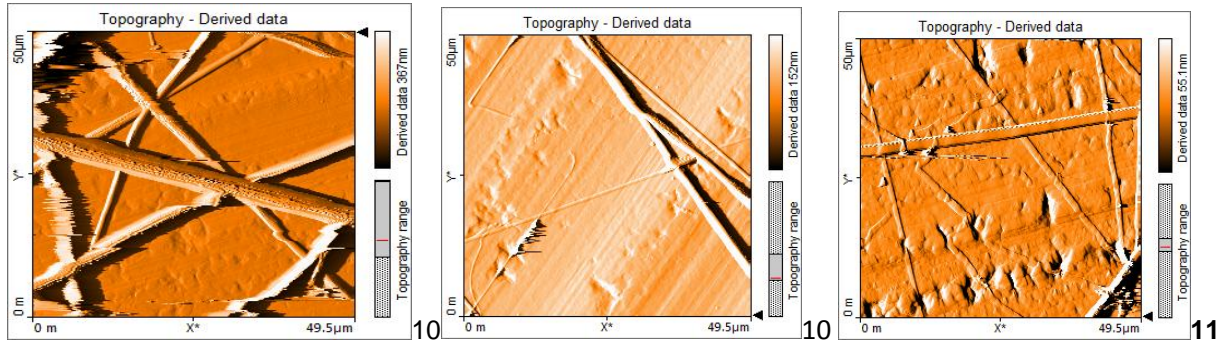 Topography - Derived data
50µm
Y*
0 m
0 m
X*
49.5µm
Derived data 367nm
Topography range
10
Topography - Derived data
50µm
Y*
0 m
0 m
X*
49.5µm
Derived data 152nm
Topography range
10
Topography - Derived data
50µm
Y*
0 m
0 m
X*
49.5µm
Derived data 55.1nm
Topography range
11